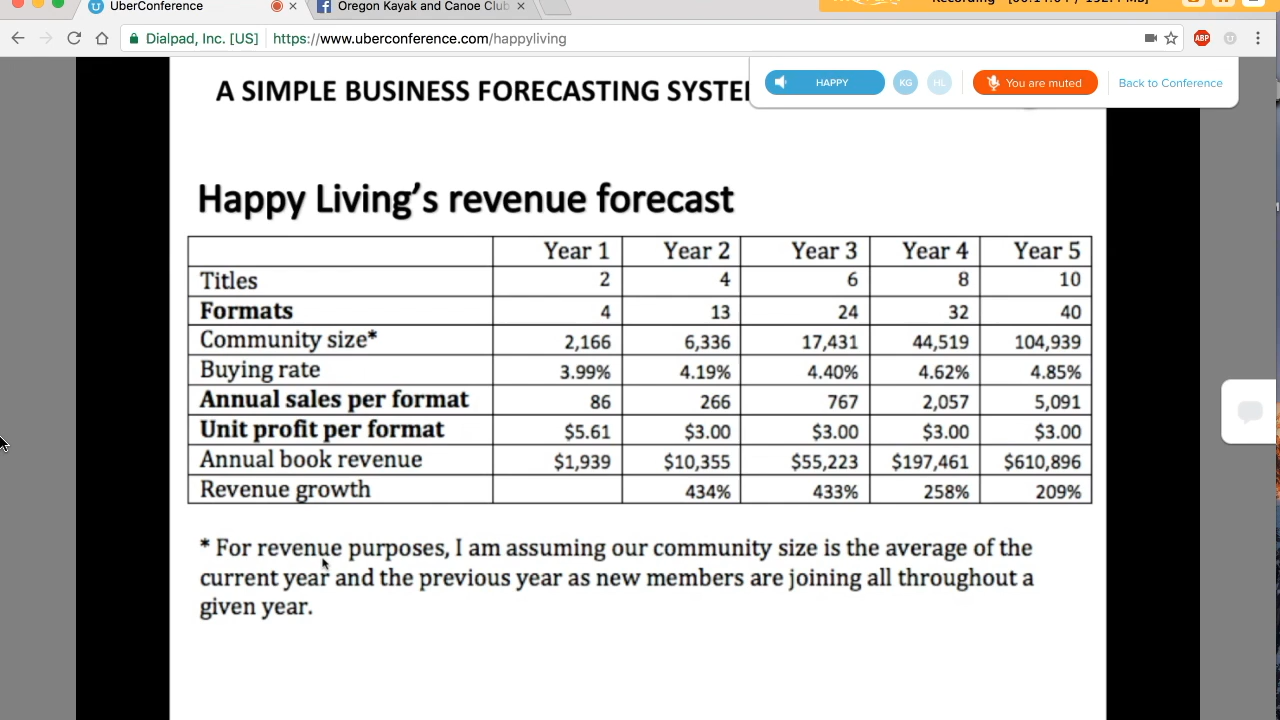 UberConference
Oregon Kayak and Canoe Club
Dialpad, Inc. [US] https://www.uberconference.com/happyliving
ABP
A SIMPLE BUSINESS FORECASTING SYSTE
HAPPY KG HL You are muted Back to Conference
Happy Living's revenue forecast
Year 1 Year 2 Year 3 Year 4 Year 5
Titles 2 4 6 8 10
Formats 4 13 24 32 40
Community size* 2,166 6,336 17,431 44,519 104,939
Buying rate 3.99% 4.19% 4.40% 4.62% 4.85%
Annual sales per format 86 266 767 2,057 5,091
Unit profit per format $5.61 $3.00 $3.00 $3.00 $3.00
Annual book revenue $1,939 $10,355 $55,223 $197,461 $610,896
Revenue growth 434% 433% 258% 209%
* For revenue purposes, I am assuming our community size is the average of the
current year and the previous year as new members are joining all throughout a
given year.